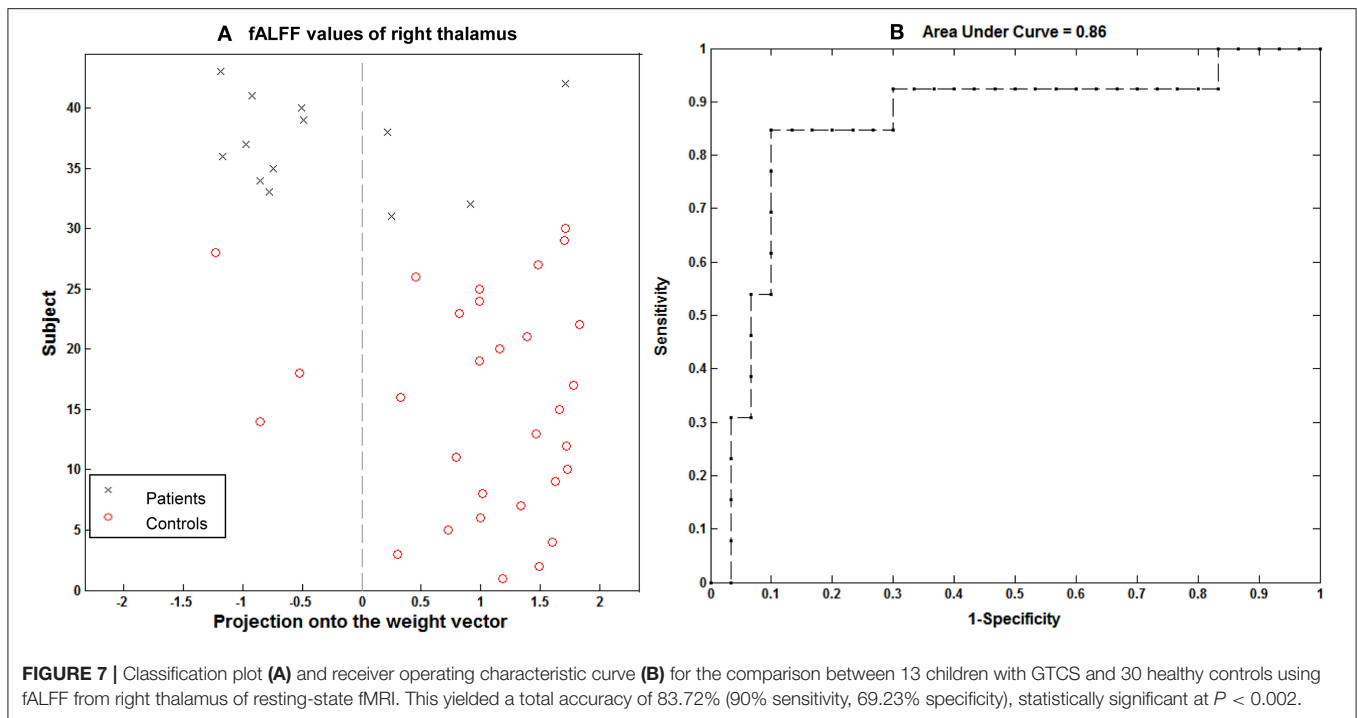 A fALFF values of right thalamus
Subject
40
35
30
25
20
15
10
5
0
Patients
Controls
-2 -1.5 -1 -0.5 0 0.5 1 1.5 2
Projection onto the weight vector
B Area Under Curve = 0.86
Sensitivity
1
0.9
0.8
0.7
0.6
0.5
0.4
0.3
0.2
0.1
0
0 0.1 0.2 0.3 0.4 0.5 0.6 0.7 0.8 0.9 1
1-Specificity
FIGURE 7 | Classification plot (A) and receiver operating characteristic curve (B) for the comparison between 13 children with GTCS and 30 healthy controls using
fALFF from right thalamus of resting-state fMRI. This yielded a total accuracy of 83.72% (90% sensitivity, 69.23% specificity), statistically significant at P < 0.002.